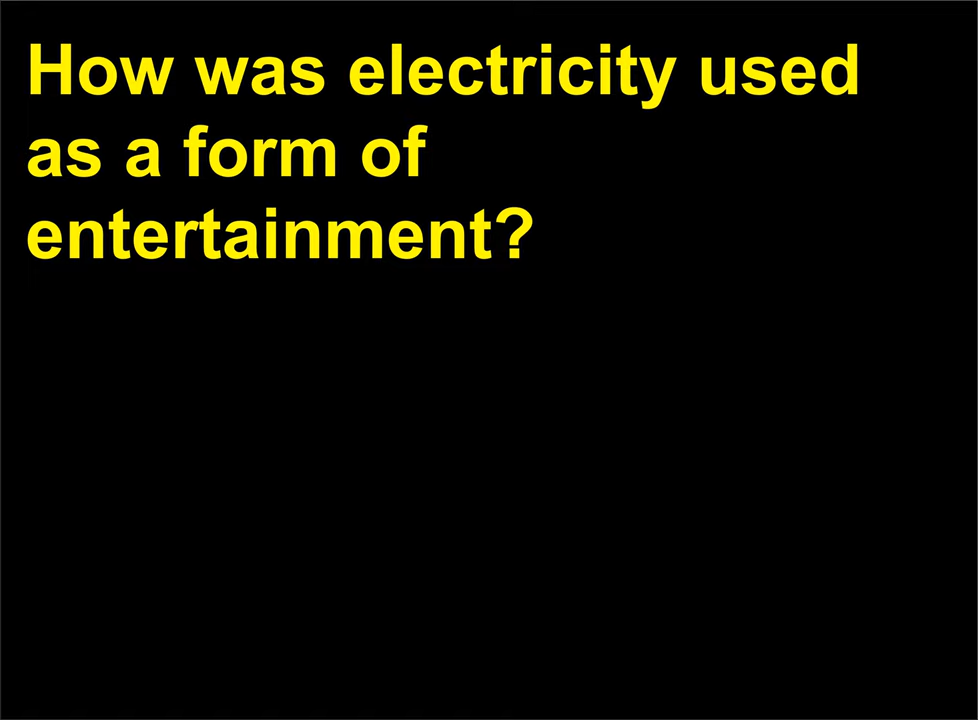 How was electricity used
as a form of
entertainment?